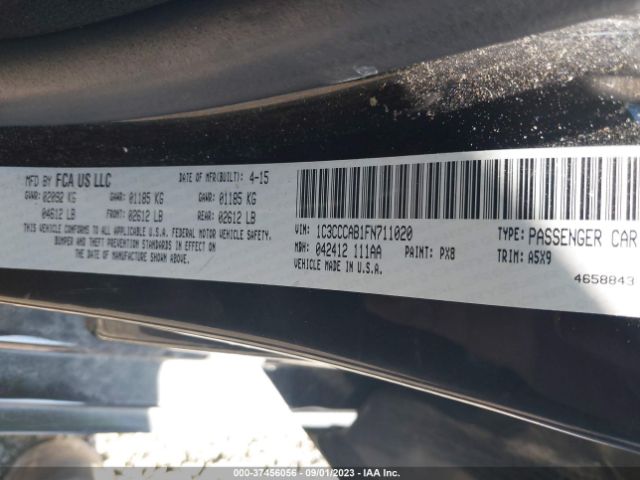 MFD BY FCA US LLC DATE OF MFR(BUILT): 4-15
GVWR: 02092 KG GAWR: 01185 KG GAWR: 01185 KG
04612 LB FRONT: 02612 LB REAR: 02612 LB
THIS VEHICLE CONFORMS TO ALL APPLICABLE U.S.A. FEDERAL MOTOR VEHICLE SAFETY,
BUMPER AND THEFT PREVENTION STANDARDS IN EFFECT ON
THE DATE OF MANUFACTURE SHOWN ABOVE.
VIN: 1C3CCCAB1FN711020 TYPE: PASSENGER CAR
MDH: 042412 111AA PAINT: PX8 TRIM: A5X9
VEHICLE MADE IN U.S.A. 4658843
000-37456056 - 09/01/2023 - IAA Inc.